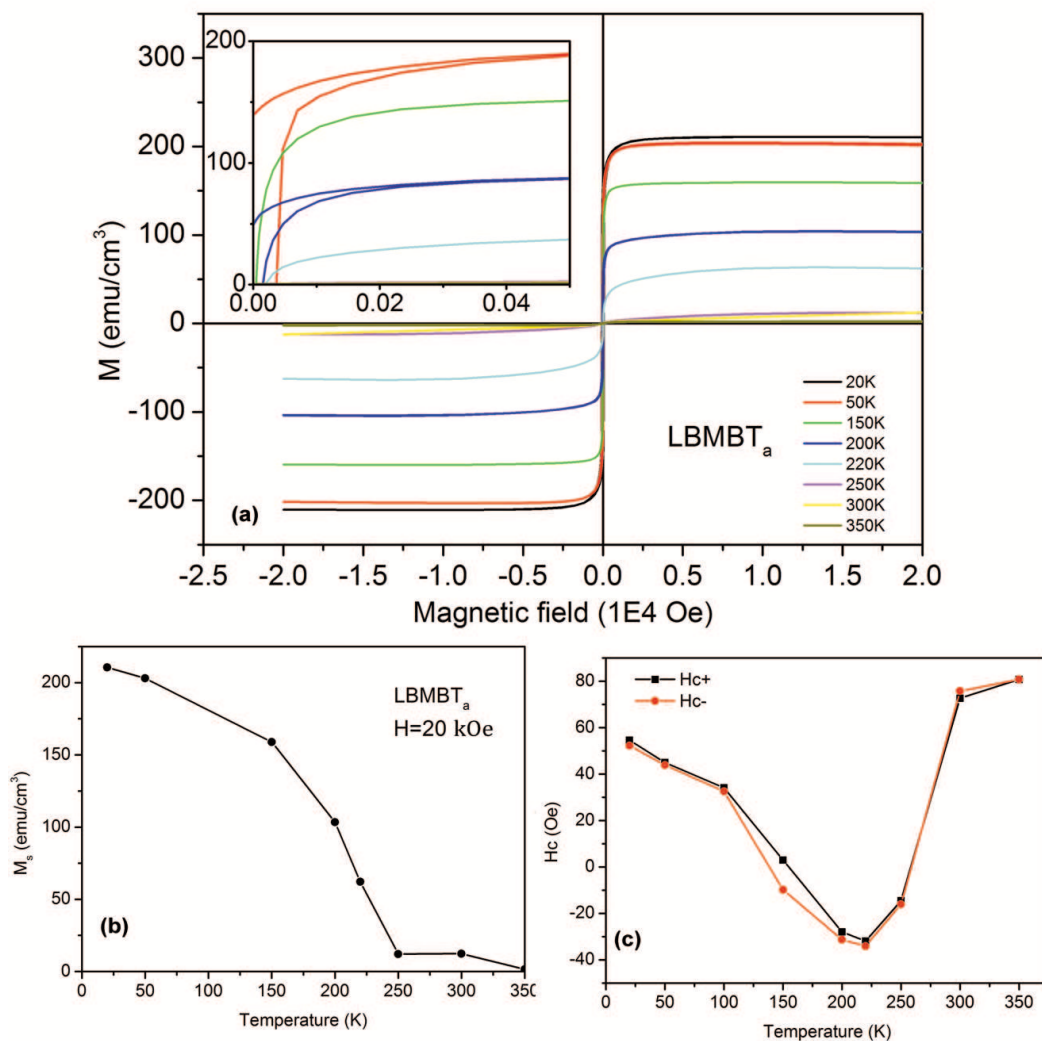 300
200
100
0
-100
-200
M (emu/cm³)
200
100
0
0.00 0.02 0.04
20K
50K
150K
200K
220K
250K
300K
350K
LBMBTₐ
(a)
-2.5 -2.0 -1.5 -1.0 -0.5 0.0 0.5 1.0 1.5 2.0
Magnetic field (1E4 Oe)
200
150
100
50
0
Mₛ (emu/cm³)
LBMBTₐ
H=20 kOe
(b)
0 50 100 150 200 250 300 350
Temperature (K)
80
60
40
20
0
-20
-40
Hc (Oe)
Hc+
Hc-
(c)
0 50 100 150 200 250 300 350
Temperature (K)